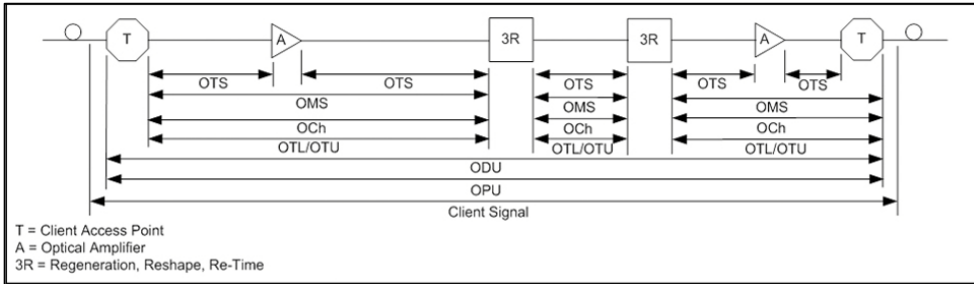 T A 3R 3R A T
OTS OTS OTS OTS OTS
OMS OMS OMS
OCh OCh OCh
OTL/OTU OTL/OTU OTL/OTU
ODU
OPU
Client Signal
T = Client Access Point
A = Optical Amplifier
3R = Regeneration, Reshape, Re-Time